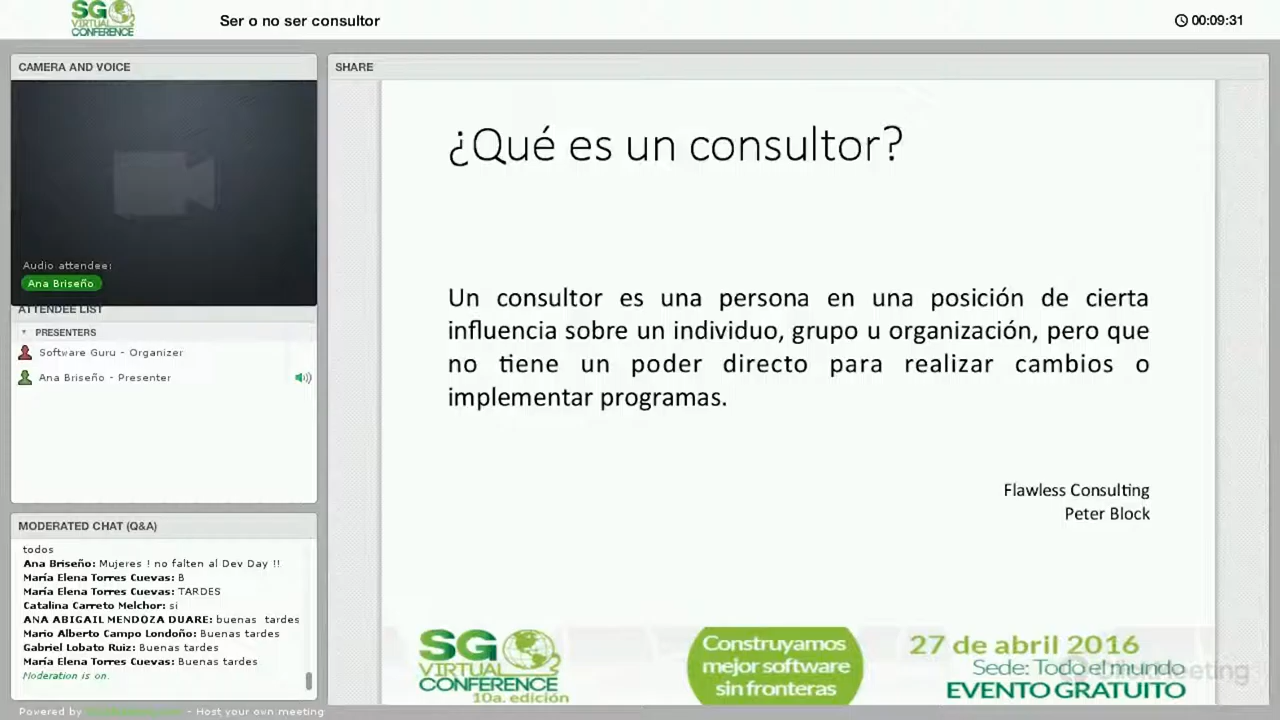 SG
VIRTUAL
CONFERENCE
Ser o no ser consultor
00:09:31
CAMERA AND VOICE
Audio attendee:
Ana Briseño
ATTENDEE LIST
PRESENTERS
Software Guru - Organizer
Ana Briseño - Presenter
MODERATED CHAT (Q&A)
todos
Ana Briseño: Mujeres ! no falten al Dev Day !!
María Elena Torres Cuevas: B
María Elena Torres Cuevas: TARDES
Catalina Carreto Melchor: si
ANA ABIGAIL MENDOZA DUARE: buenas tardes
Mario Alberto Campo Londoño: Buenas tardes
Gabriel Lobato Ruiz: Buenas tardes
María Elena Torres Cuevas: Buenas tardes
Moderation is on.
Powered by - Host your own meeting
SHARE
¿Qué es un consultor?
Un consultor es una persona en una posición de cierta
influencia sobre un individuo, grupo u organización, pero que
no tiene un poder directo para realizar cambios o
implementar programas.
Flawless Consulting
Peter Block
SG
VIRTUAL
CONFERENCE
10a. edición
Construyamos
mejor software
sin fronteras
27 de abril 2016
Sede: Todo el mundo
EVENTO GRATUITO
ClickMeeting